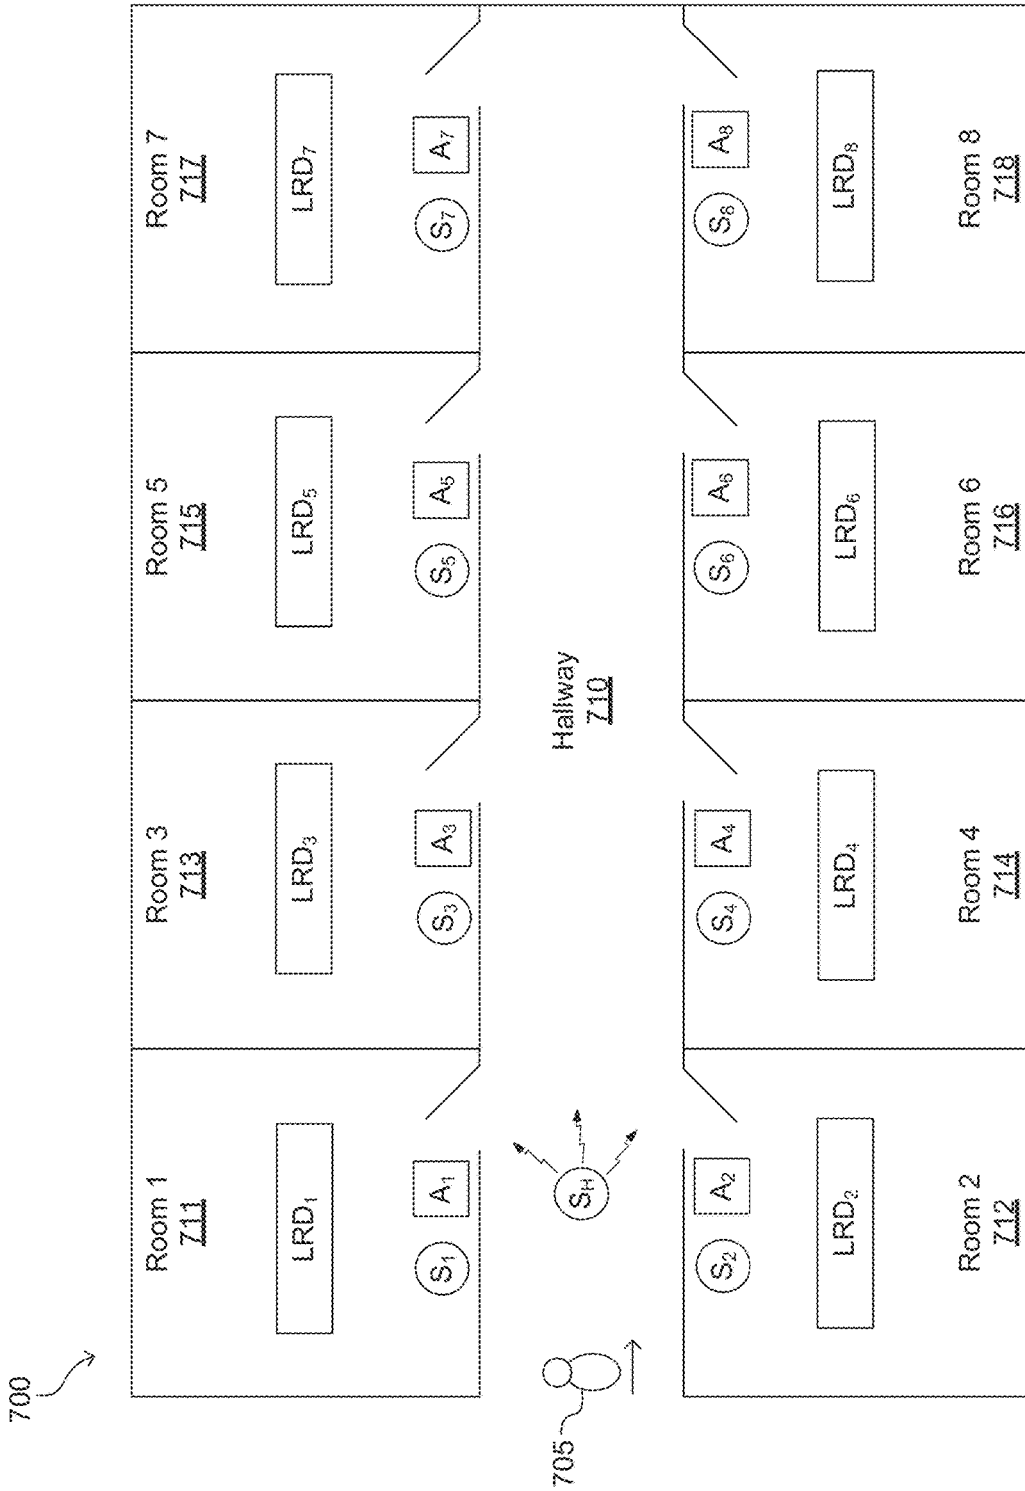 700
Room 1
711
LRD₁
S₁
A₁
Room 3
713
LRD₃
S₃
A₃
Room 5
715
LRD₅
S₅
A₅
Room 7
717
LRD₇
S₇
A₇
705
S_H
Hallway
710
S₂
A₂
LRD₂
Room 2
712
S₄
A₄
LRD₄
Room 4
714
S₆
A₆
LRD₆
Room 6
716
S₈
A₈
LRD₈
Room 8
718